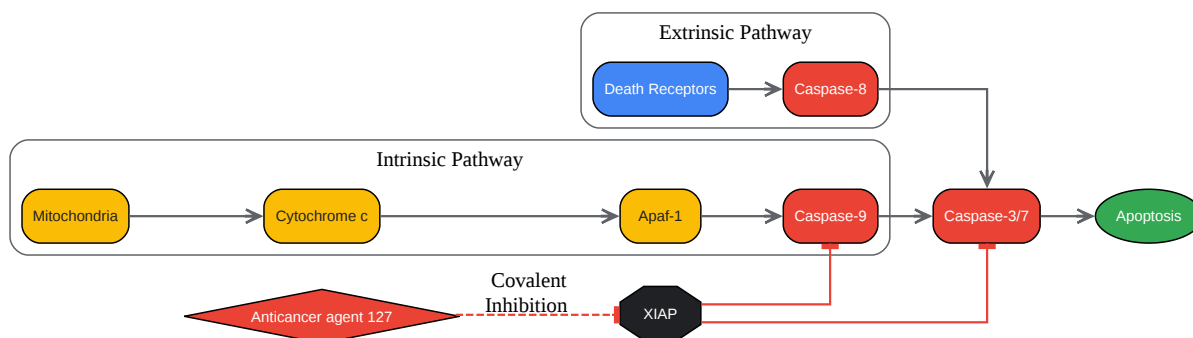 Extrinsic Pathway
Death Receptors
Caspase-8
Intrinsic Pathway
Mitochondria
Cytochrome c
Apaf-1
Caspase-9
Caspase-3/7
Apoptosis
Covalent
Inhibition
Anticancer agent 127
XIAP